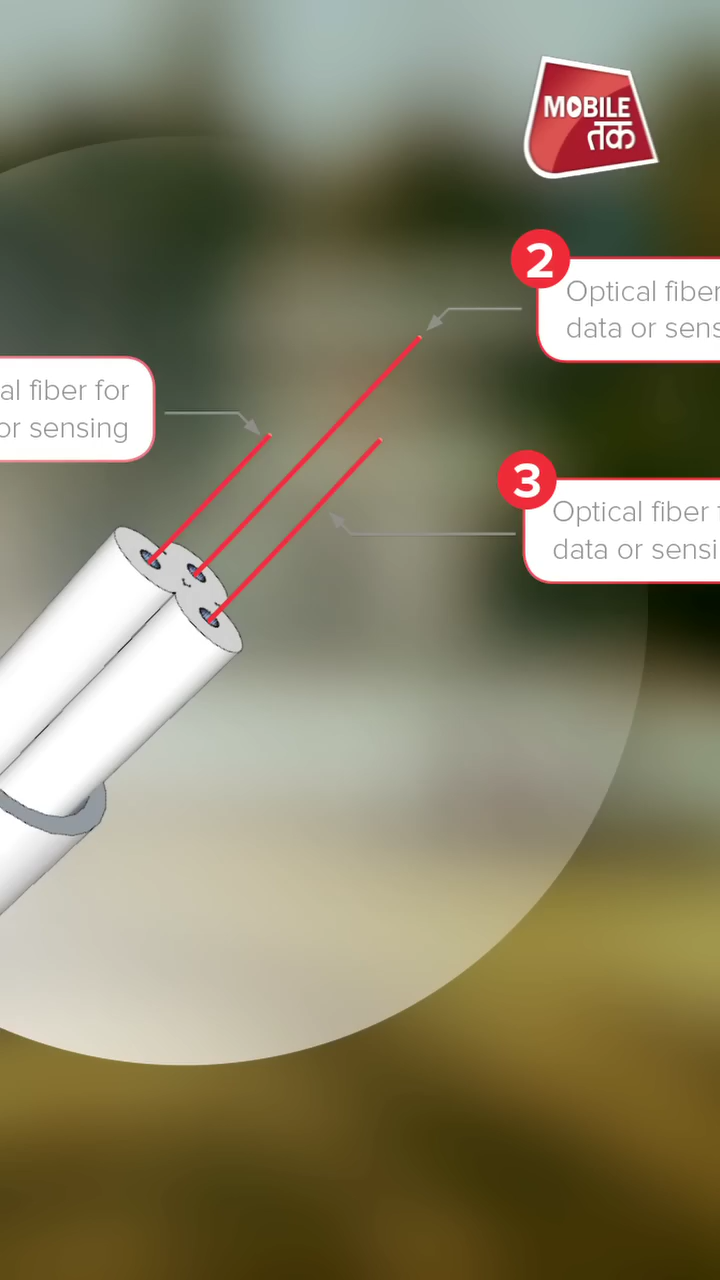 MOBILE
तक
2
Optical fiber
data or sens
al fiber for
or sensing
3
Optical fiber
data or sensi